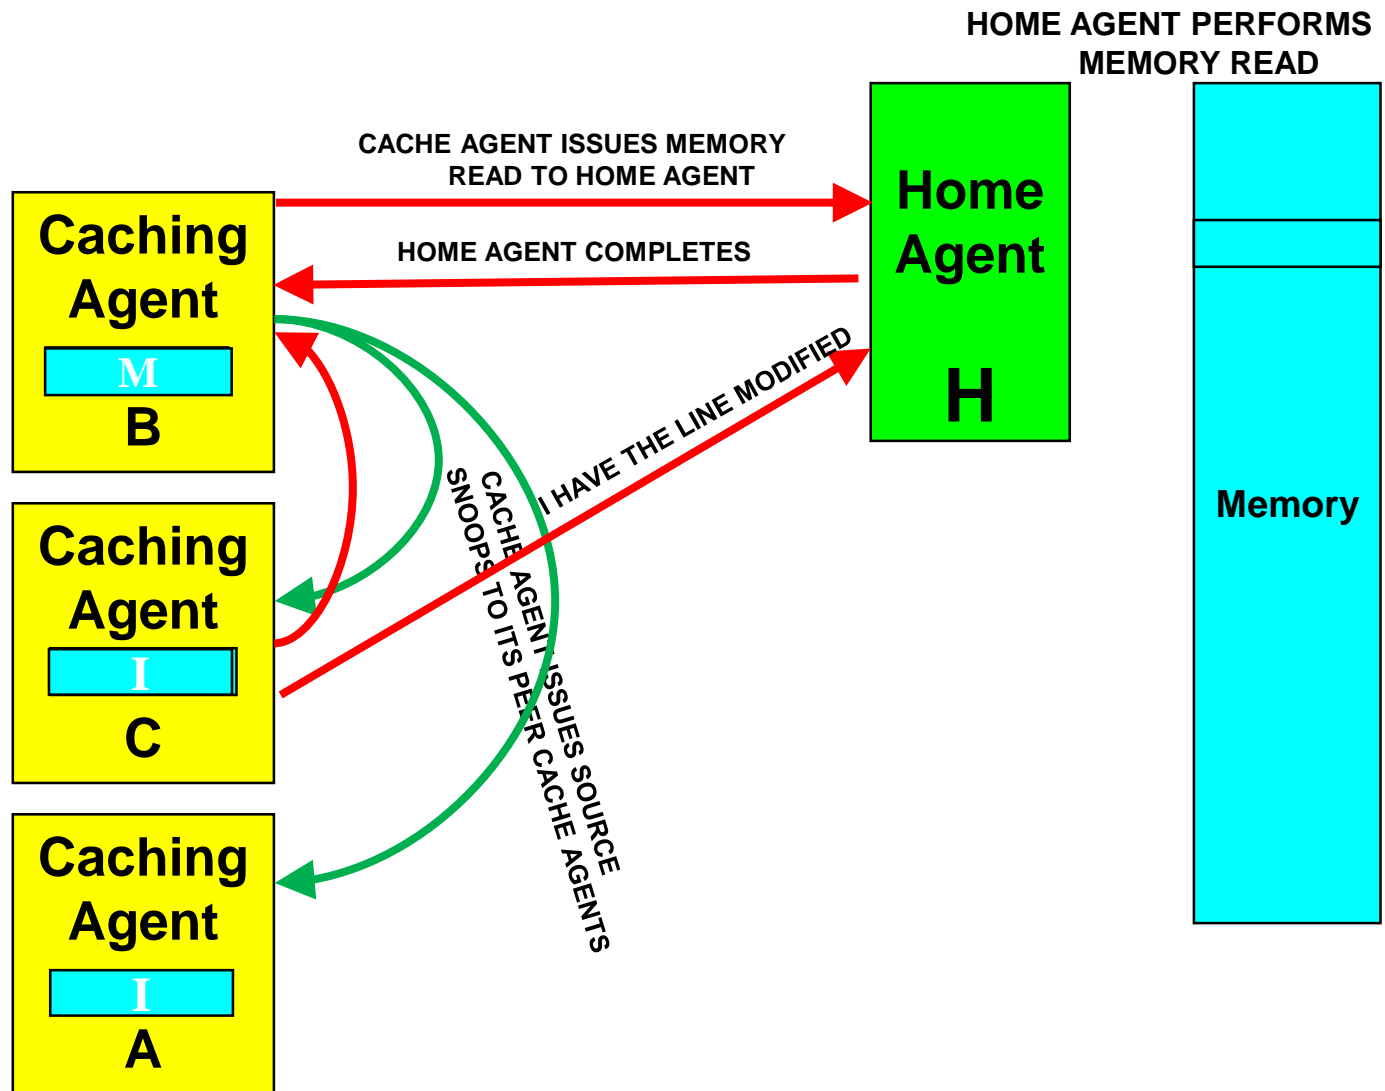 HOME AGENT PERFORMS
MEMORY READ
CACHE AGENT ISSUES MEMORY
READ TO HOME AGENT
HOME AGENT COMPLETES
Caching
Agent
M
B
Home
Agent
H
I HAVE THE LINE MODIFIED
CACHE AGENT ISSUES SOURCE
SNOOPS TO ITS PEER CACHE AGENTS
Memory
Caching
Agent
I
C
Caching
Agent
I
A